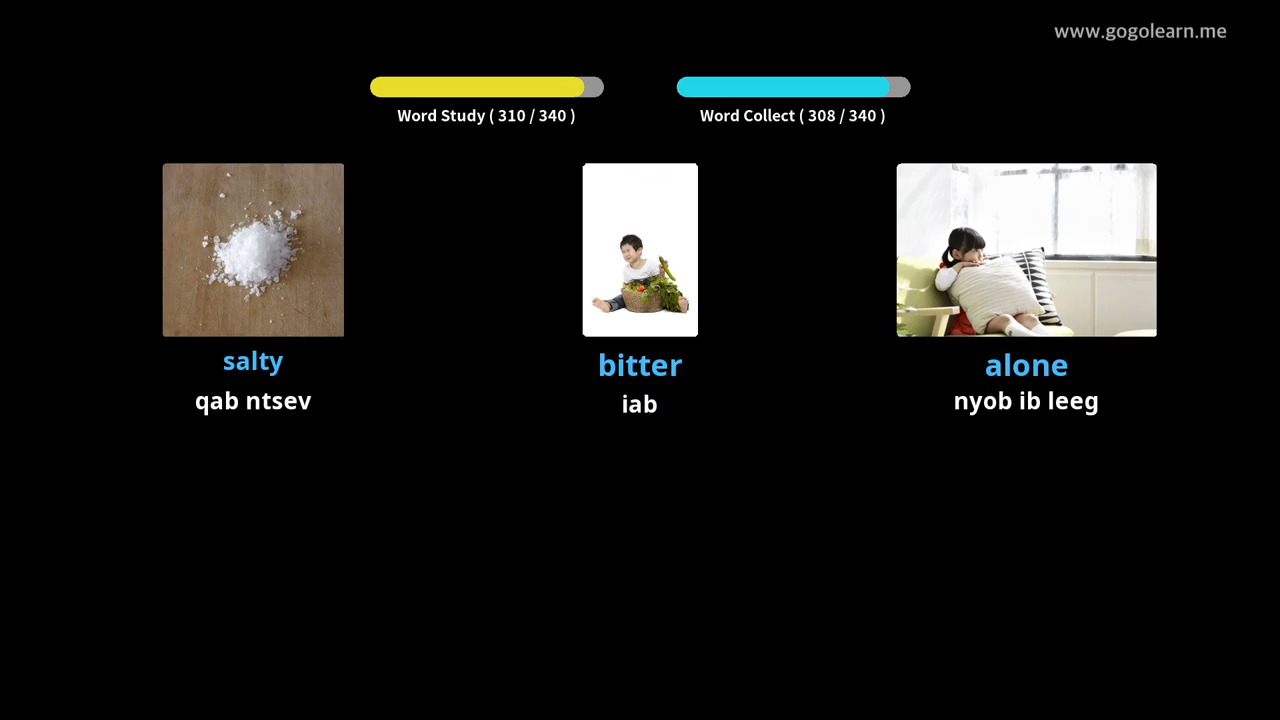 www.gogolearn.me
Word Study ( 310 / 340 )
Word Collect ( 308 / 340 )
salty
qab ntsev
bitter
iab
alone
nyob ib leeg